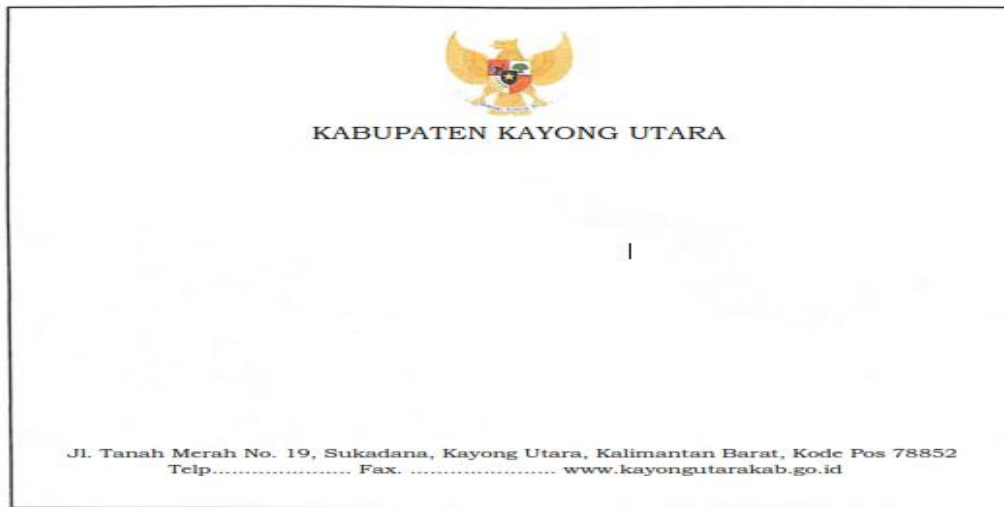 KABUPATEN KAYONG UTARA
Jl. Tanah Merah No. 19, Sukadana, Kayong Utara, Kalimantan Barat, Kode Pos 78852
Telp.................... Fax. ..................... www.kayongutarakab.go.id